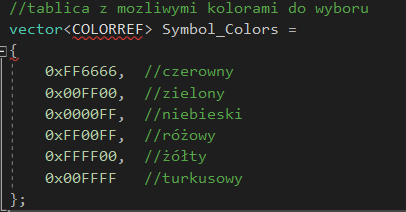 //tablica z mozliwymi kolorami do wyboru
vector<COLORREF> Symbol_Colors =
{
0xFF6666, //czerowny
0x00FF00, //zielony
0x0000FF, //niebieski
0xFF00FF, //różowy
0xFFFF00, //żółty
0x00FFFF //turkusowy
};